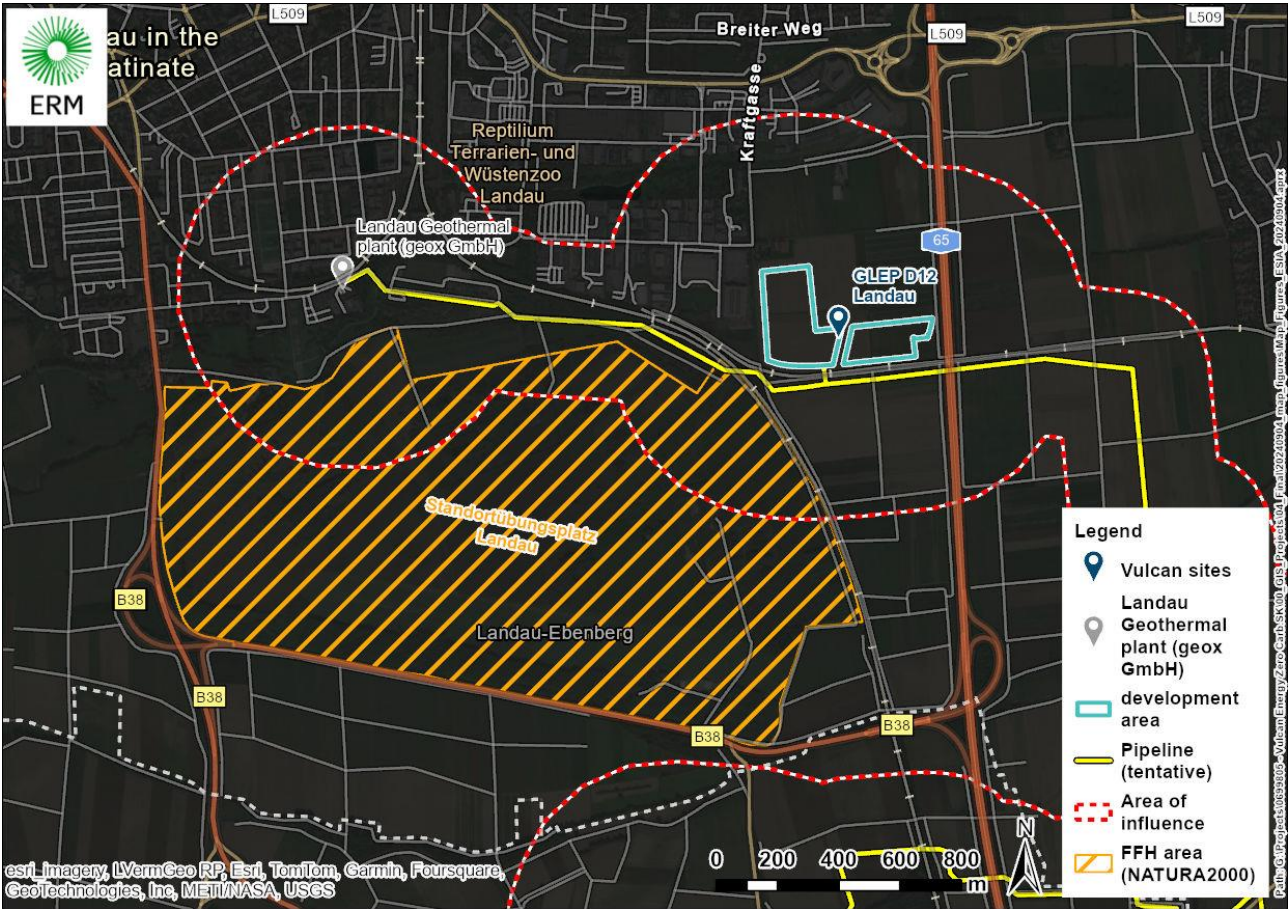 L509
L509
L509
Breiter Weg
au in the
atinate
ERM
Kraftgasse
Reptilium
Terrarien- und
Wüstenzoo
Landau
Landau Geothermal
plant (geox GmbH)
65
GLEP D12
Landau
Standortübungsplatz
Landau
Landau-Ebenberg
B38
B38
B38
B38
Legend
Vulcan sites
Landau
Geothermal
plant (geox
GmbH)
development
area
Pipeline
(tentative)
Area of
influence
FFH area
(NATURA2000)
N
0 200 400 600 800
m
esri_imagery, LVermGeo RP, Esri, TomTom, Garmin, Foursquare,
GeoTechnologies, Inc, METI/NASA, USGS